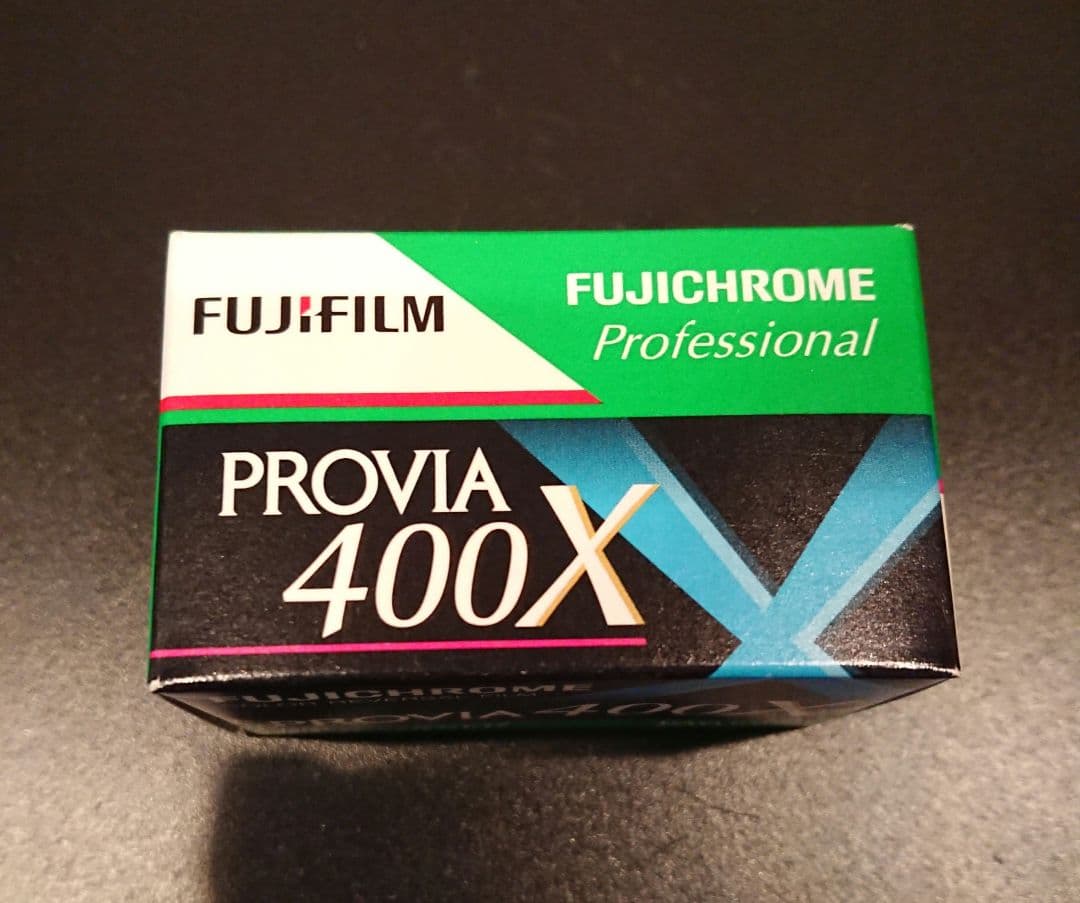 FUJIFILM
FUJICHROME
Professional
PROVIA
400X
FUJICHROME
PROVIA 400X